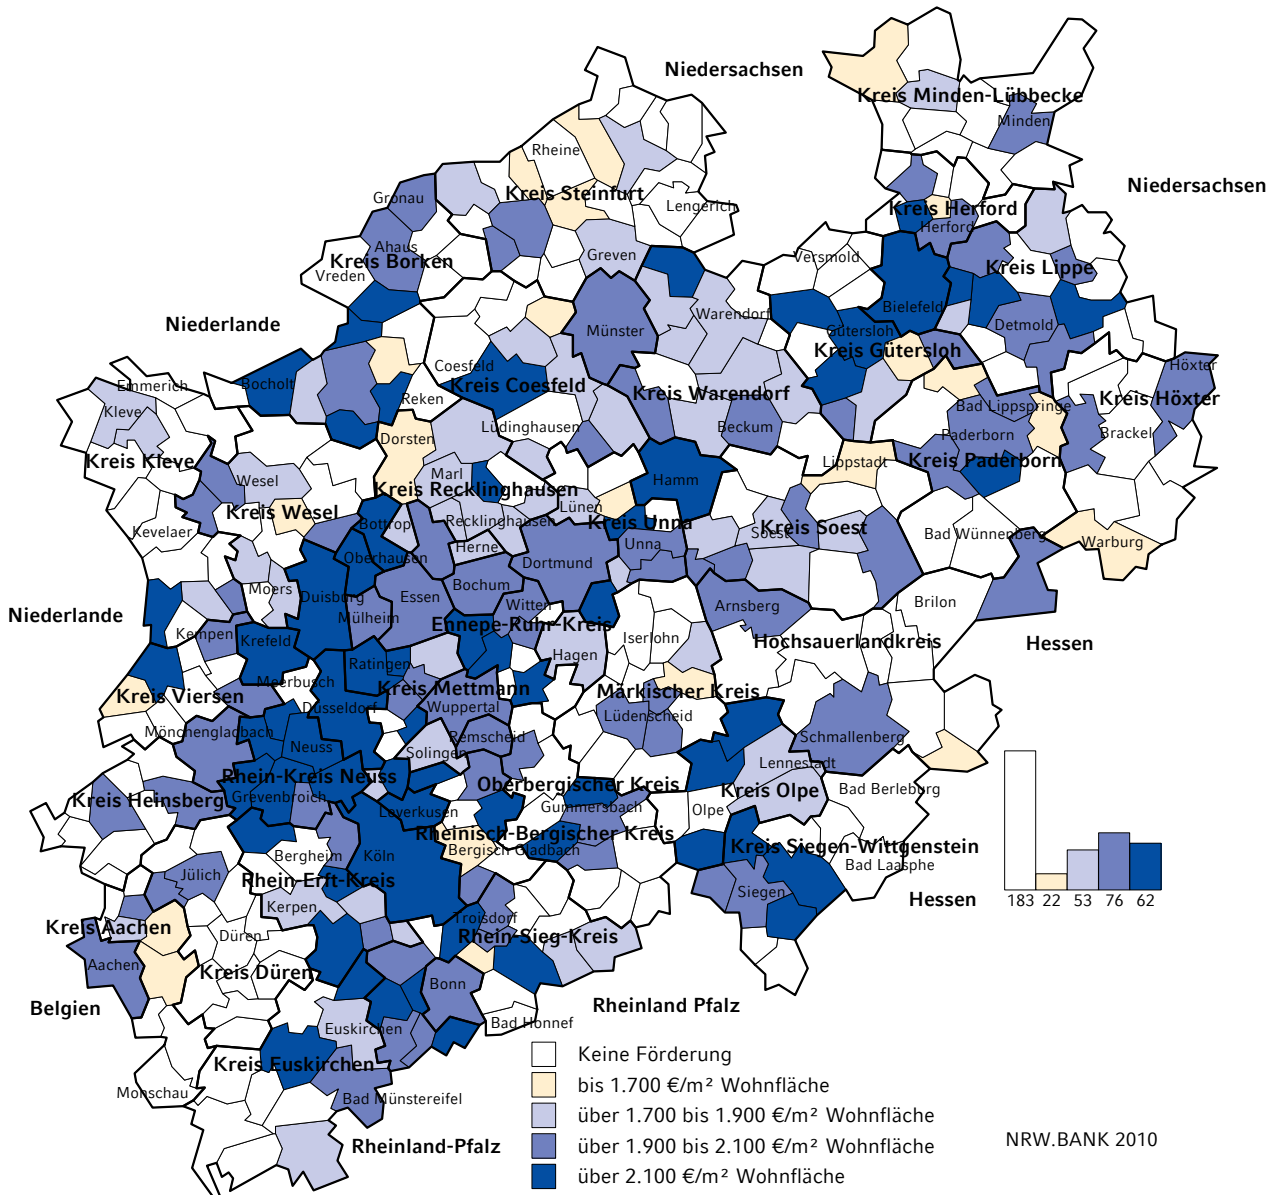 Niedersachsen
Kreis Minden-Lübbecke
Minden
Rheine
Niedersachsen
Kreis Steinfurt
Gronau
Lengerich
Kreis Herford
Herford
Ahaus
Kreis Borken
Greven
Versmold
Kreis Lippe
Vreden
Bielefeld
Warendorf
Niederlande
Münster
Gütersloh
Detmold
Kreis Gütersloh
Coesfeld
Höxter
Emmerich
Bocholt
Kreis Coesfeld
Kreis Warendorf
Reken
Kreis Höxter
Bad Lippspringe
Kleve
Lüdinghausen
Beckum
Paderborn
Brackel
Dorsten
Kreis Kleve
Lippstadt
Kreis Paderborn
Marl
Wesel
Hamm
Kreis Recklinghausen
Lünen
Kreis Wesel
Kreis Unna
Bottrop
Recklinghausen
Kreis Soest
Soest
Kevelaer
Bad Wünnenberg
Herne
Unna
Warburg
Oberhausen
Dortmund
Moers
Bochum
Duisburg
Essen
Brilon
Witten
Arnsberg
Niederlande
Mülheim
Ennepe-Ruhr-Kreis
Kempen
Krefeld
Iserlohn
Hochsauerlandkreis
Hessen
Hagen
Ratingen
Meerbusch
Kreis Mettmann
Märkischer Kreis
Kreis Viersen
Düsseldorf
Wuppertal
Lüdenscheid
Mönchengladbach
Remscheid
Schmallenberg
Neuss
Solingen
Lennestadt
Rhein-Kreis Neuss
Oberbergischer Kreis
Kreis Olpe
Bad Berleburg
Kreis Heinsberg
Grevenbroich
Gummersbach
Olpe
Leverkusen
Rheinisch-Bergischer Kreis
Kreis Siegen-Wittgenstein
Bergheim
Köln
Bergisch Gladbach
Bad Laasphe
Jülich
Rhein-Erft-Kreis
Siegen
Hessen
183 22 53 76 62
Kerpen
Troisdorf
Kreis Aachen
Düren
Rhein-Sieg-Kreis
Aachen
Kreis Düren
Bonn
Belgien
Rheinland Pfalz
Euskirchen
Bad Honnef
Kreis Euskirchen
Monschau
Bad Münstereifel
Rheinland-Pfalz
Keine Förderung
bis 1.700 €/m² Wohnfläche
über 1.700 bis 1.900 €/m² Wohnfläche
über 1.900 bis 2.100 €/m² Wohnfläche
über 2.100 €/m² Wohnfläche
NRW.BANK 2010